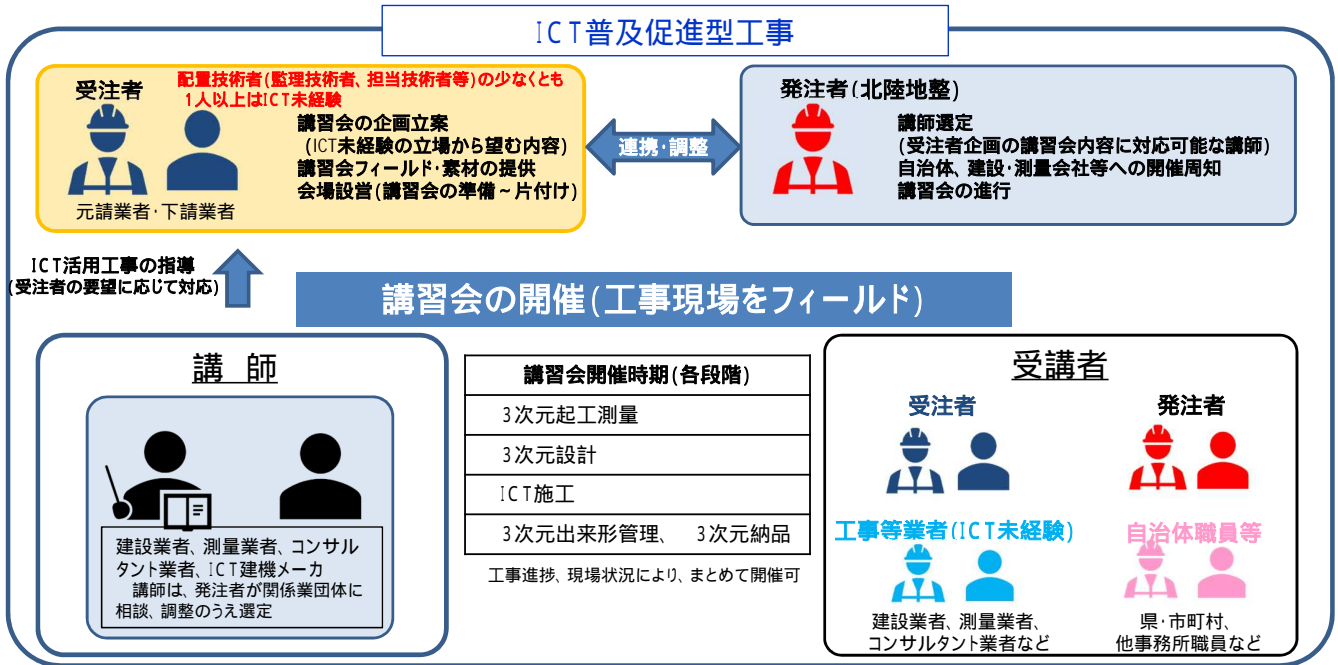 ICT普及促進型工事
受注者
配置技術者(監理技術者、担当技術者等)の少なくとも
1人以上はICT未経験
講習会の企画立案
(ICT未経験の立場から望む内容)
講習会フィールド・素材の提供
会場設営(講習会の準備~片付け)
元請業者・下請業者
連携・調整
発注者(北陸地整)
講師選定
(受注者企画の講習会内容に対応可能な講師)
自治体、建設・測量会社等への開催周知
講習会の進行
ICT活用工事の指導
(受注者の要望に応じて対応)
講習会の開催(工事現場をフィールド)
講 師
建設業者、測量業者、コンサル
タント業者、ICT建機メーカ
講師は、発注者が関係業団体に
相談、調整のうえ選定
講習会開催時期(各段階)
3次元起工測量
3次元設計
ICT施工
3次元出来形管理、 3次元納品
工事進捗、現場状況により、まとめて開催可
受講者
受注者
発注者
工事等業者(ICT未経験)
自治体職員等
建設業者、測量業者、
コンサルタント業者など
県・市町村、
他事務所職員など